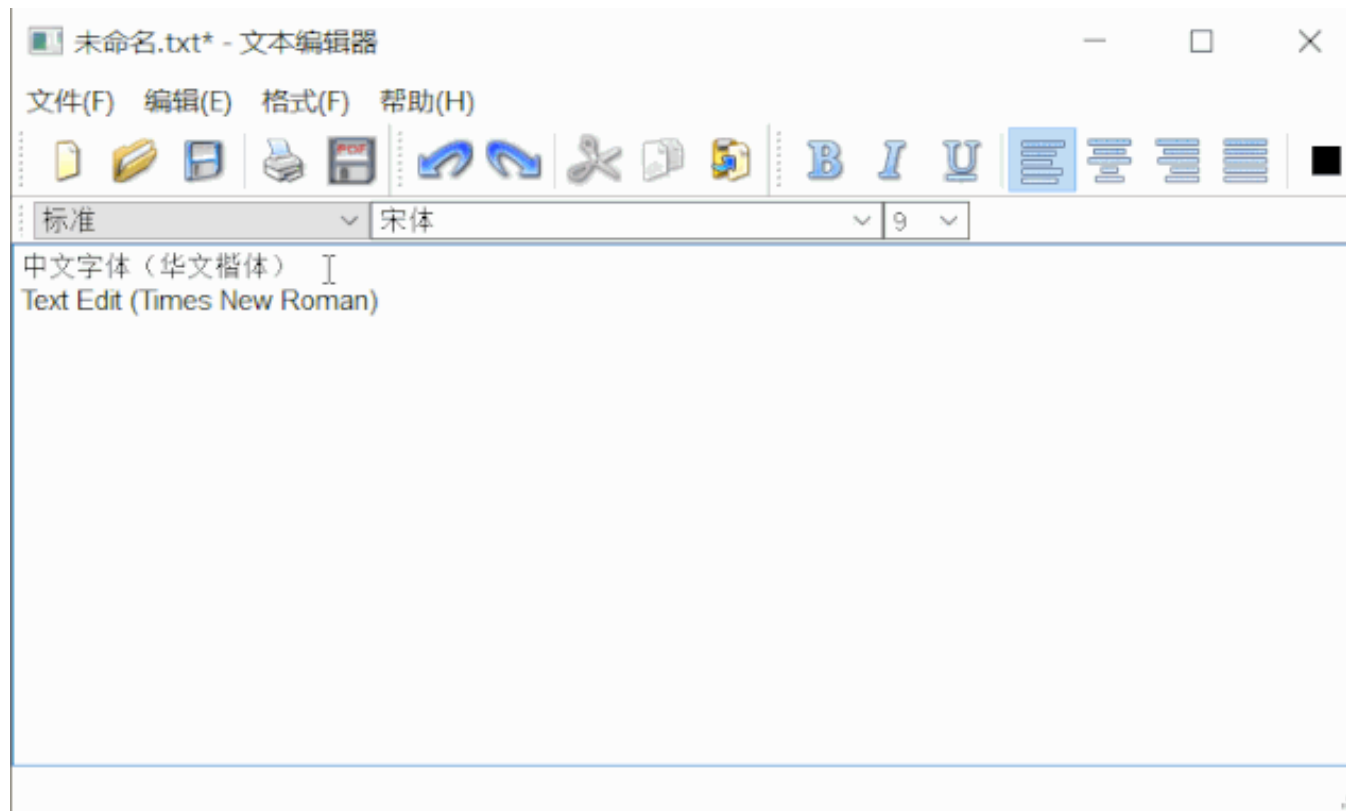 未命名.txt* - 文本编辑器
文件(F) 编辑(E) 格式(F) 帮助(H)
PDF B I U
标准 宋体 9
中文字体（华文楷体）
Text Edit (Times New Roman)